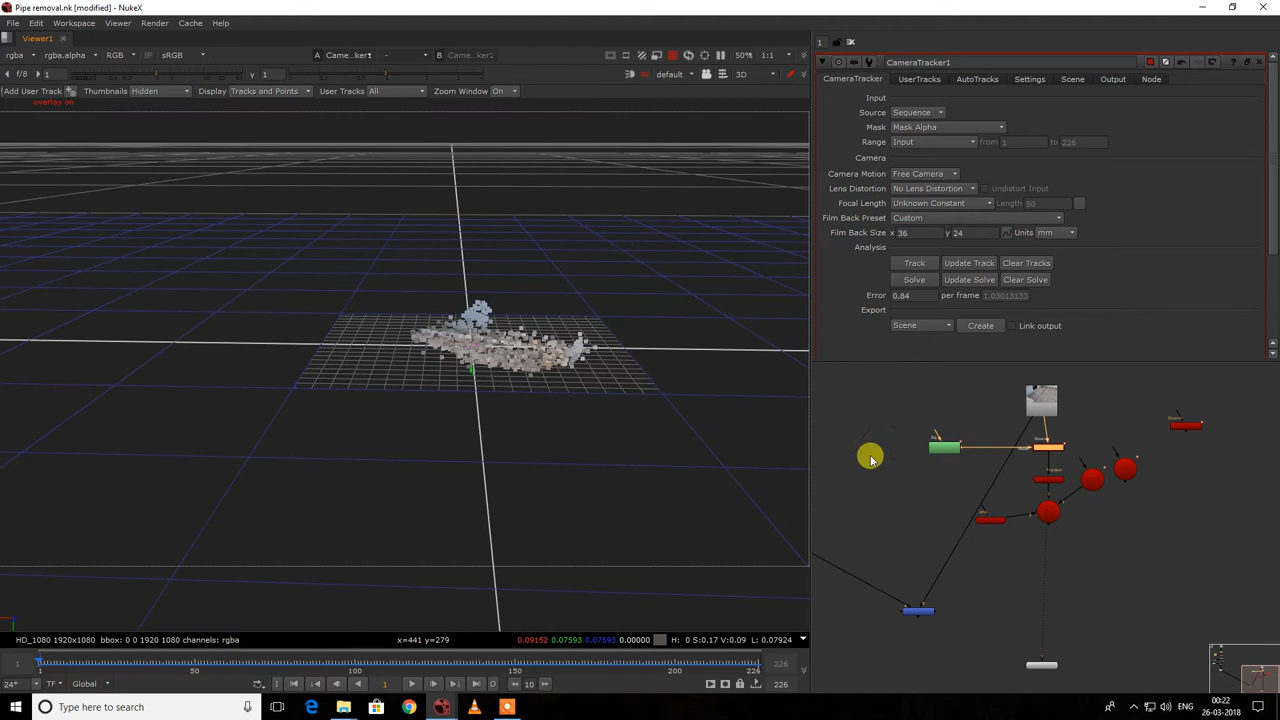 Pipe removal.nk [modified] - NukeX
File Edit Workspace Viewer Render Cache Help
Viewer1
rgba rgba.alpha RGB sRGB A Came...ker1 - B Came...ker1 50% 1:1
f/8 1 y 1 default 3D
Add User Track Thumbnails Hidden Display Tracks and Points User Tracks All Zoom Window On
overlay on
HD_1080 1920x1080 bbox: 0 0 1920 1080 channels: rgba x=441 y=279 0.09152 0.07593 0.07593 0.00000 H: 0 S:0.17 V:0.09 L: 0.07924
1 1 50 100 150 200 226 226
24* Global 1 10 226
1
CameraTracker1
CameraTracker UserTracks AutoTracks Settings Scene Output Node
Input
Source Sequence
Mask Mask Alpha
Range Input from 1 to 226
Camera
Camera Motion Free Camera
Lens Distortion No Lens Distortion Undistort Input
Focal Length Unknown Constant Length 50
Film Back Preset Custom
Film Back Size x 36 y 24 Units mm
Analysis
Track Update Track Clear Tracks
Solve Update Solve Clear Solve
Error 0.84 per frame 1.03013133
Export
Scene Create Link output
Type here to search
ENG 00:22
26-03-2018